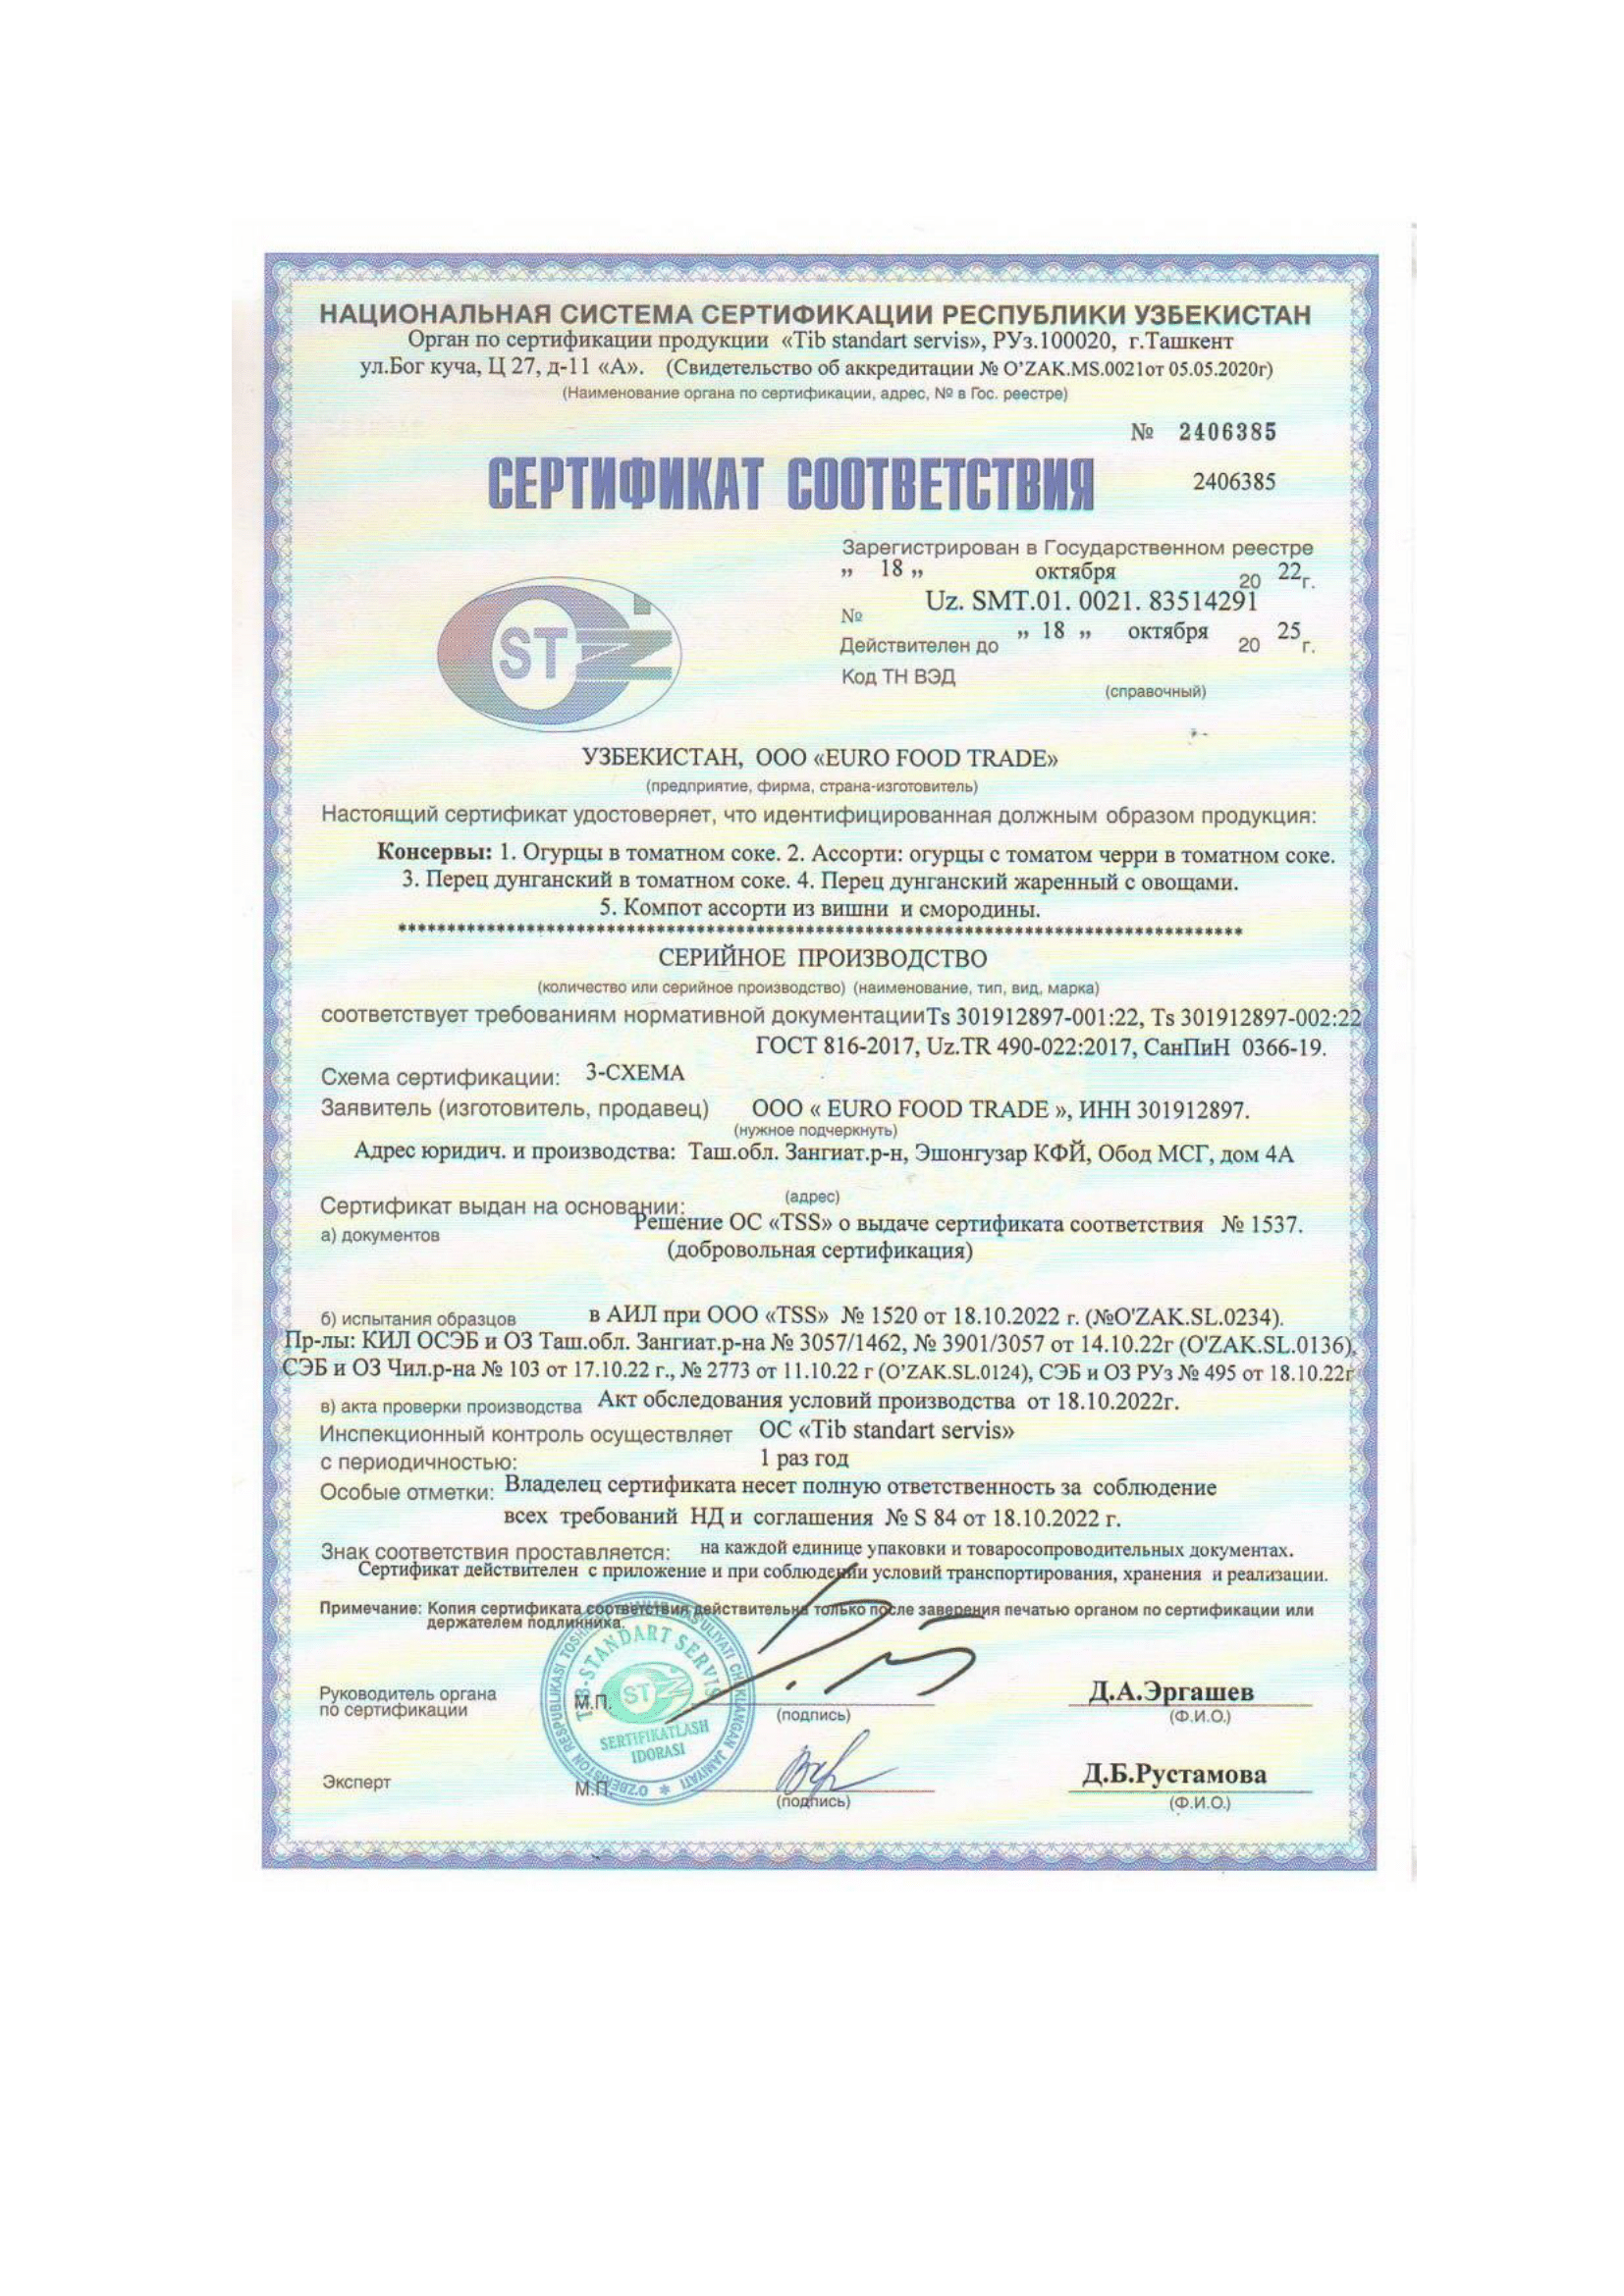 НАЦИОНАЛЬНАЯ СИСТЕМА СЕРТИФИКАЦИИ РЕСПУБЛИКИ УЗБЕКИСТАН
Орган по сертификации продукции «Tib standart servis», РУз.100020, г.Ташкент
ул.Бог куча, Ц 27, д-11 «А». (Свидетельство об аккредитации № O'ZAK.MS.0021от 05.05.2020г)
(Наименование органа по сертификации, адрес, № в Гос. реестре)
№ 2406385
СЕРТИФИКАТ СООТВЕТСТВИЯ
2406385
Зарегистрирован в Государственном реестре
„ 18 „ октября 20 22г.
№ Uz. SMT.01. 0021. 83514291
Действителен до „ 18 „ октября 20 25 г.
Код ТН ВЭД
(справочный)
ST
УЗБЕКИСТАН, ООО «EURO FOOD TRADE»
(предприятие, фирма, страна-изготовитель)
Настоящий сертификат удостоверяет, что идентифицированная должным образом продукция:
Консервы: 1. Огурцы в томатном соке. 2. Ассорти: огурцы с томатом черри в томатном соке.
3. Перец дунганский в томатном соке. 4. Перец дунганский жаренный с овощами.
5. Компот ассорти из вишни и смородины.
СЕРИЙНОЕ ПРОИЗВОДСТВО
(количество или серийное производство) (наименование, тип, вид, марка)
соответствует требованиям нормативной документации Ts 301912897-001:22, Ts 301912897-002:22
ГОСТ 816-2017, Uz.TR 490-022:2017, СанПиН 0366-19.
Схема сертификации: 3-СХЕМА
Заявитель (изготовитель, продавец) ООО « EURO FOOD TRADE », ИНН 301912897.
(нужное подчеркнуть)
Адрес юридич. и производства: Таш.обл. Зангиат.р-н, Эшонгузар КФЙ, Обод МСГ, дом 4А
(адрес)
Сертификат выдан на основании:
а) документов Решение ОС «TSS» о выдаче сертификата соответствия № 1537.
(добровольная сертификация)
б) испытания образцов в АИЛ при ООО «TSS» № 1520 от 18.10.2022 г. (№O'ZAK.SL.0234).
Пр-лы: КИЛ ОСЭБ и ОЗ Таш.обл. Зангиат.р-на № 3057/1462, № 3901/3057 от 14.10.22г (O'ZAK.SL.0136),
СЭБ и ОЗ Чил.р-на № 103 от 17.10.22 г., № 2773 от 11.10.22 г (O'ZAK.SL.0124), СЭБ и ОЗ РУз № 495 от 18.10.22г
в) акта проверки производства Акт обследования условий производства от 18.10.2022г.
Инспекционный контроль осуществляет ОС «Tib standart servis»
с периодичностью: 1 раз год
Особые отметки: Владелец сертификата несет полную ответственность за соблюдение
всех требований НД и соглашения № S 84 от 18.10.2022 г.
Знак соответствия проставляется: на каждой единице упаковки и товаросопроводительных документах.
Сертификат действителен с приложение и при соблюдении условий транспортирования, хранения и реализации.
Примечание: Копия сертификата соответствия действительна только после заверения печатью органом по сертификации или
держателем подлинника.
Руководитель органа
по сертификации
М.П.
(подпись)
Д.А.Эргашев
(Ф.И.О.)
TIB-STANDART SERVIS
ST
SERTIFIKATLASH
IDORASI
Эксперт
М.П.
(подпись)
Д.Б.Рустамова
(Ф.И.О.)